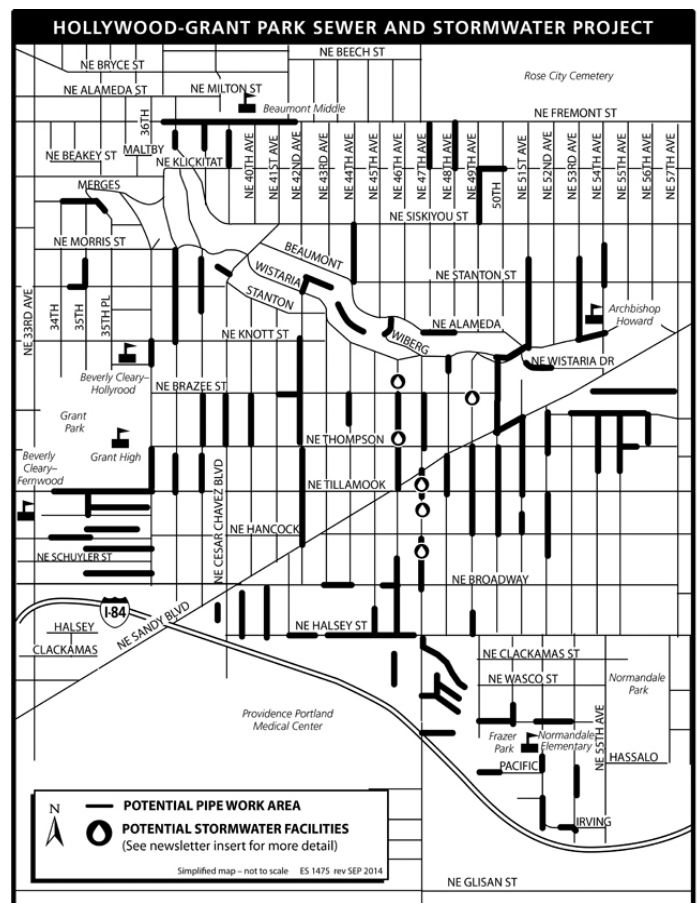 HOLLYWOOD-GRANT PARK SEWER AND STORMWATER PROJECT
NE BEECH ST
NE BRYCE ST
Rose City Cemetery
NE ALAMEDA ST
NE MILTON ST
Beaumont Middle
NE FREMONT ST
36TH
MALTBY
NE BEAKEY ST
NE KLICKITAT
NE 40TH AVE
NE 41ST AVE
NE 42ND AVE
NE 43RD AVE
NE 44TH AVE
NE 45TH AVE
NE 46TH AVE
NE 47TH AVE
NE 48TH AVE
NE 49TH AVE
50TH
NE 51ST AVE
NE 52ND AVE
NE 53RD AVE
NE 54TH AVE
NE 55TH AVE
NE 56TH AVE
NE 57TH AVE
MERGES
NE SISKIYOU ST
NE MORRIS ST
BEAUMONT
WISTARIA
STANTON
NE STANTON ST
NE 33RD AVE
34TH
35TH
35TH PL
NE KNOTT ST
NE ALAMEDA
WIBERG
Archbishop
Howard
NE WISTARIA DR
Beverly Cleary–
Hollyrood
NE BRAZEE ST
Grant
Park
Grant High
NE THOMPSON
Beverly
Cleary–
Fernwood
NE TILLAMOOK
NE CESAR CHAVEZ BLVD
NE HANCOCK
NE SCHUYLER ST
NE BROADWAY
I-84
NE SANDY BLVD
HALSEY
NE HALSEY ST
CLACKAMAS
NE CLACKAMAS ST
NE WASCO ST
Normandale
Park
Providence Portland
Medical Center
Frazer
Park
Normandale
Elementary
NE 55TH AVE
HASSALO
PACIFIC
IRVING
N
POTENTIAL PIPE WORK AREA
POTENTIAL STORMWATER FACILITIES
(See newsletter insert for more detail)
Simplified map – not to scale ES 1475 rev SEP 2014
NE GLISAN ST